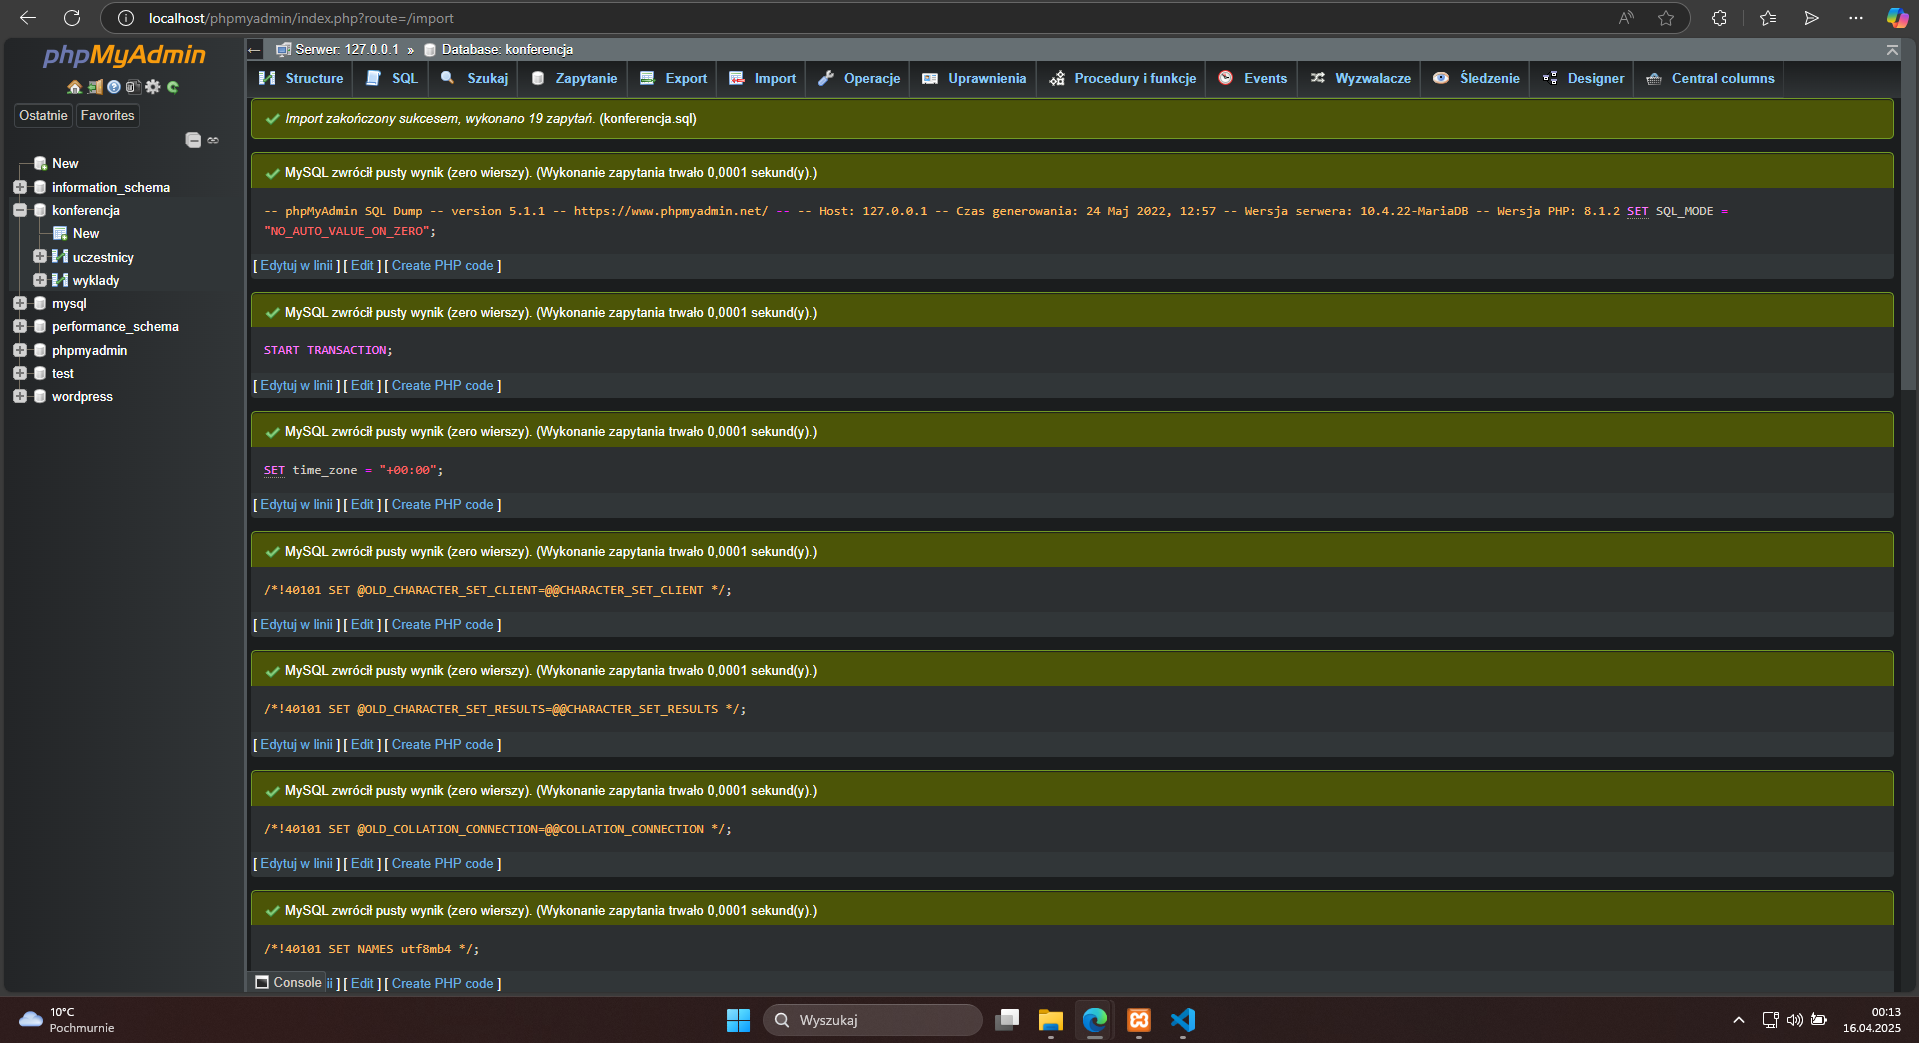 localhost/phpmyadmin/index.php?route=/import
phpMyAdmin
Ostatnie
Favorites
New
information_schema
konferencja
New
uczestnicy
wyklady
mysql
performance_schema
phpmyadmin
test
wordpress
Serwer: 127.0.0.1 » Database: konferencja
Structure SQL Szukaj Zapytanie Export Import Operacje Uprawnienia Procedury i funkcje Events Wyzwalacze Śledzenie Designer Central columns
Import zakończony sukcesem, wykonano 19 zapytań. (konferencja.sql)
MySQL zwrócił pusty wynik (zero wierszy). (Wykonanie zapytania trwało 0,0001 sekund(y).)
-- phpMyAdmin SQL Dump -- version 5.1.1 -- https://www.phpmyadmin.net/ -- -- Host: 127.0.0.1 -- Czas generowania: 24 Maj 2022, 12:57 -- Wersja serwera: 10.4.22-MariaDB -- Wersja PHP: 8.1.2 SET SQL_MODE =
"NO_AUTO_VALUE_ON_ZERO";
[ Edytuj w linii ] [ Edit ] [ Create PHP code ]
MySQL zwrócił pusty wynik (zero wierszy). (Wykonanie zapytania trwało 0,0001 sekund(y).)
START TRANSACTION;
[ Edytuj w linii ] [ Edit ] [ Create PHP code ]
MySQL zwrócił pusty wynik (zero wierszy). (Wykonanie zapytania trwało 0,0001 sekund(y).)
SET time_zone = "+00:00";
[ Edytuj w linii ] [ Edit ] [ Create PHP code ]
MySQL zwrócił pusty wynik (zero wierszy). (Wykonanie zapytania trwało 0,0001 sekund(y).)
/*!40101 SET @OLD_CHARACTER_SET_CLIENT=@@CHARACTER_SET_CLIENT */;
[ Edytuj w linii ] [ Edit ] [ Create PHP code ]
MySQL zwrócił pusty wynik (zero wierszy). (Wykonanie zapytania trwało 0,0001 sekund(y).)
/*!40101 SET @OLD_CHARACTER_SET_RESULTS=@@CHARACTER_SET_RESULTS */;
[ Edytuj w linii ] [ Edit ] [ Create PHP code ]
MySQL zwrócił pusty wynik (zero wierszy). (Wykonanie zapytania trwało 0,0001 sekund(y).)
/*!40101 SET @OLD_COLLATION_CONNECTION=@@COLLATION_CONNECTION */;
[ Edytuj w linii ] [ Edit ] [ Create PHP code ]
MySQL zwrócił pusty wynik (zero wierszy). (Wykonanie zapytania trwało 0,0001 sekund(y).)
/*!40101 SET NAMES utf8mb4 */;
Console ii ] [ Edit ] [ Create PHP code ]
10°C
Pochmurnie
Wyszukaj
00:13
16.04.2025